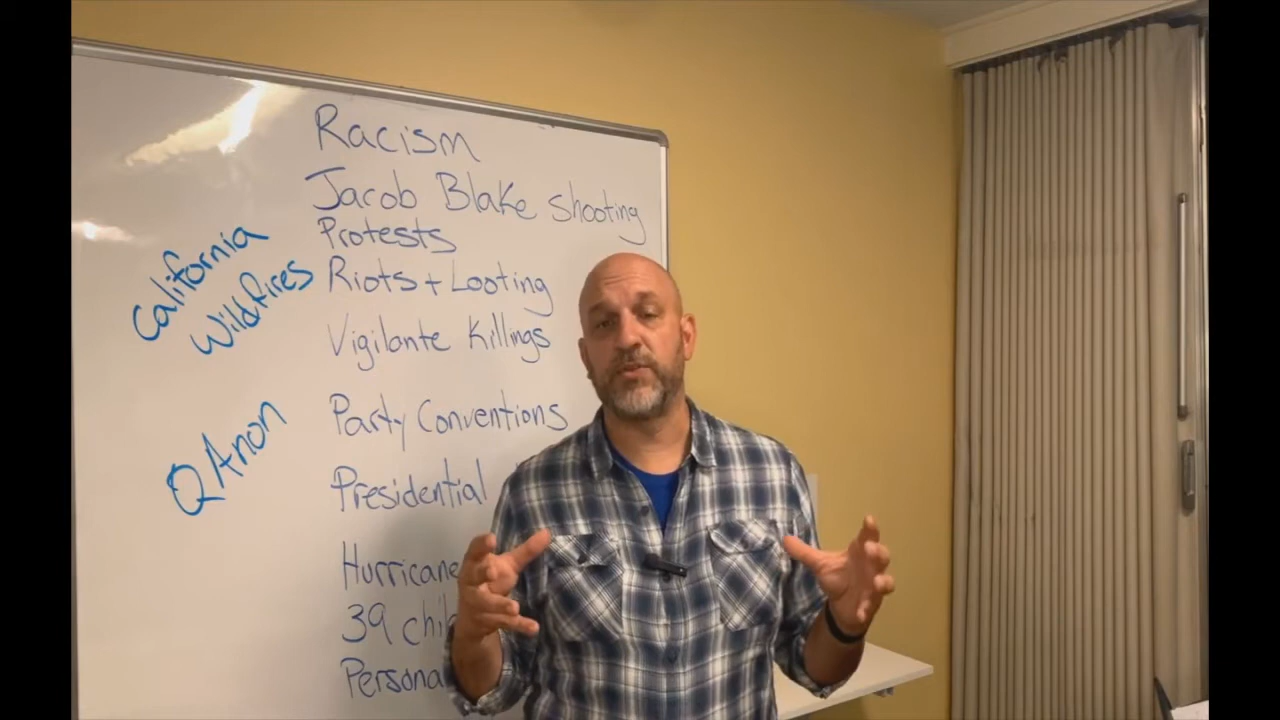 Racism
Jacob Blake shooting
Protests
Riots + Looting
Vigilante Killings
Party Conventions
Presidential
Hurricane
39 chil
Persona
California
Wildfires
QAnon